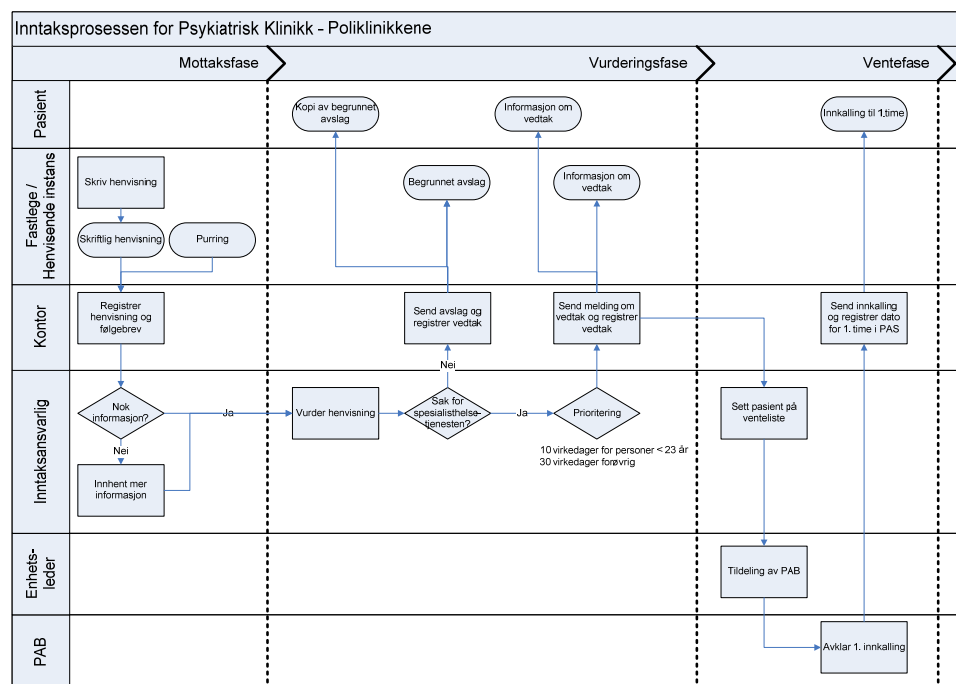 Inntaksprosessen for Psykiatrisk Klinikk - Poliklinikkene
Mottaksfase
Vurderingsfase
Ventefase
Pasient
Kopi av begrunnet
avslag
Informasjon om
vedtak
Innkalling til 1.time
Fastlege /
Henvisende instans
Skriv henvisning
Skriftlig henvisning
Purring
Begrunnet avslag
Informasjon om
vedtak
Kontor
Registrer
henvisning og
følgebrev
Send avslag og
registrer vedtak
Send melding om
vedtak og registrer
vedtak
Send innkalling
og registrer dato
for 1. time i PAS
Inntaksansvarlig
Nok
informasjon?
Ja
Nei
Innhent mer
informasjon
Vurder henvisning
Nei
Sak for
spesialisthelse-
tjenesten?
Ja
Prioritering
10 virkedager for personer < 23 år
30 virkedager forøvrig
Sett pasient på
venteliste
Enhets-
leder
Tildeling av PAB
PAB
Avklar 1. innkalling